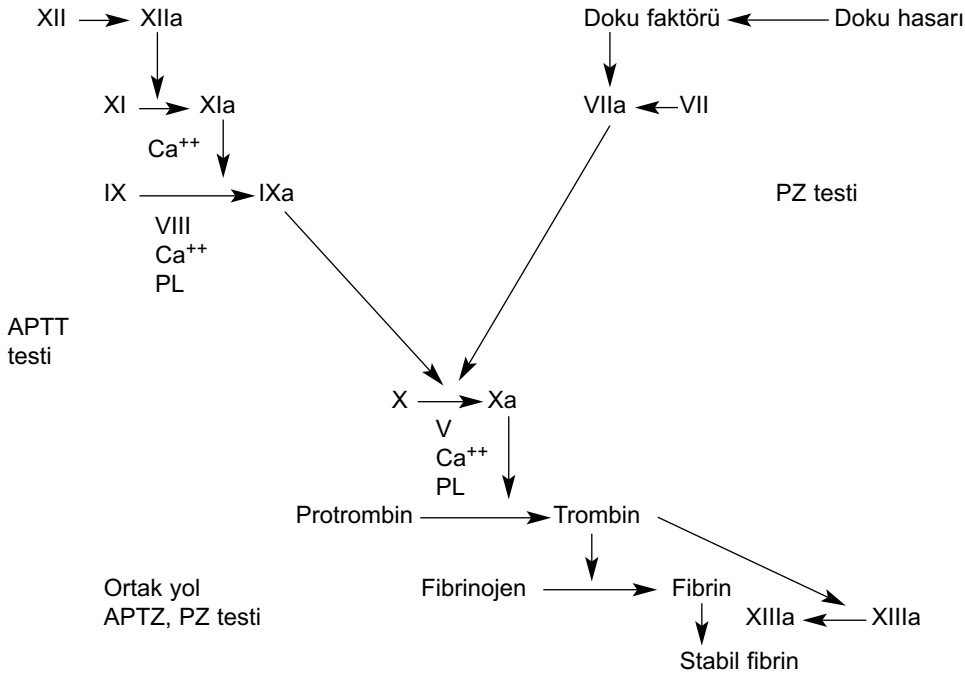 XII XIIa Doku faktörü Doku hasarı
XI XIa VIIa VII
Ca++
IX IXa PZ testi
VIII
Ca++
PL
APTT
testi
X Xa
V
Ca++
PL
Protrombin Trombin
Ortak yol Fibrinojen Fibrin
APTZ, PZ testi XIIIa XIIIa
Stabil fibrin